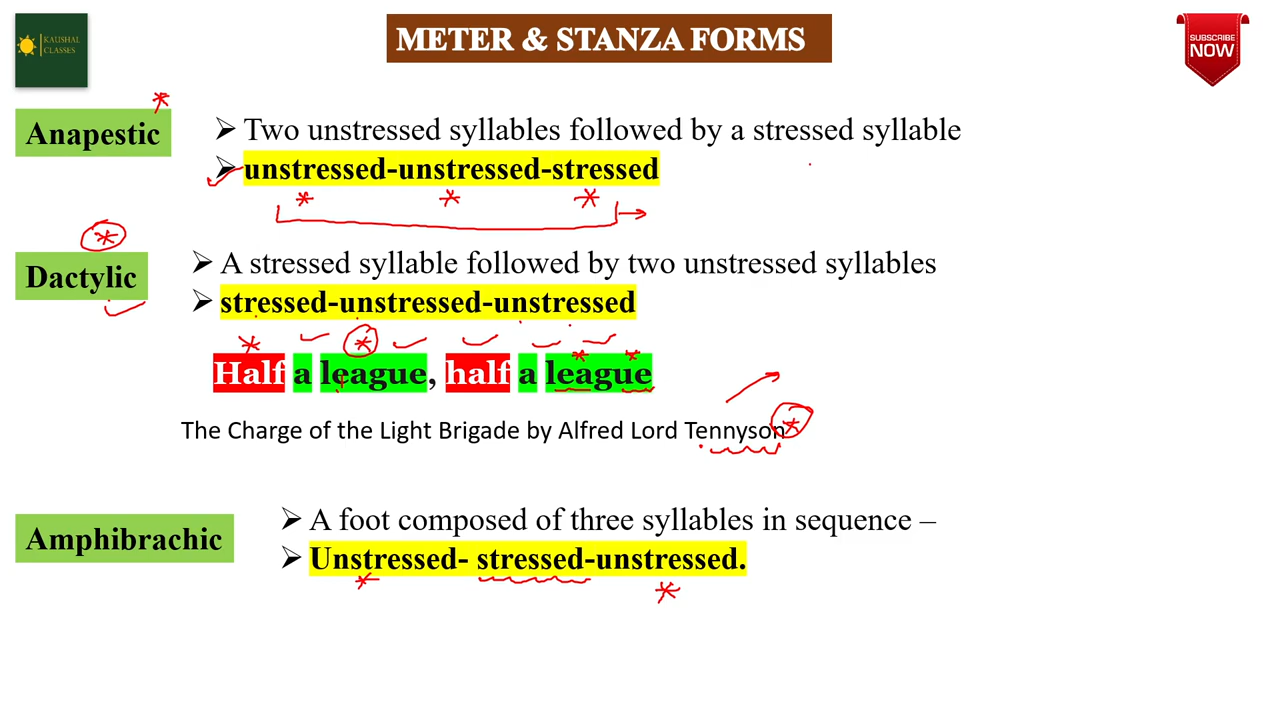 KAUSHAL
CLASSES
METER & STANZA FORMS
SUBSCRIBE
NOW
Anapestic
Two unstressed syllables followed by a stressed syllable
unstressed-unstressed-stressed
Dactylic
A stressed syllable followed by two unstressed syllables
stressed-unstressed-unstressed
Half a league, half a league
The Charge of the Light Brigade by Alfred Lord Tennyson
Amphibrachic
A foot composed of three syllables in sequence –
Unstressed- stressed-unstressed.